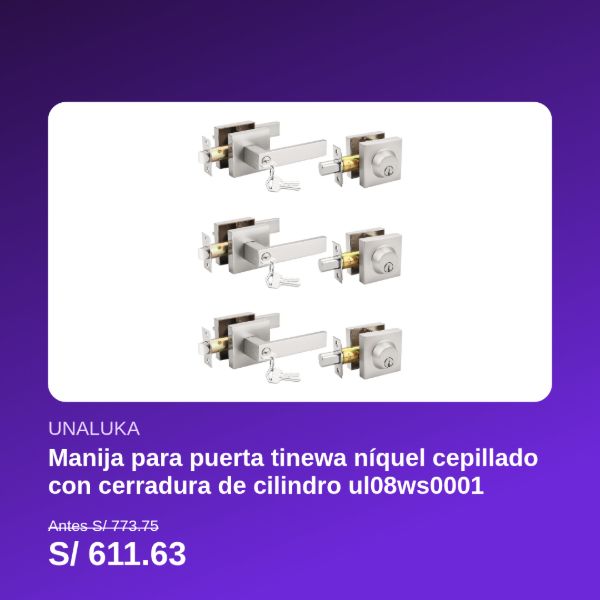 UNALUKA
Manija para puerta tinewa níquel cepillado
con cerradura de cilindro ul08ws0001
Antes S/ 773.75
S/ 611.63